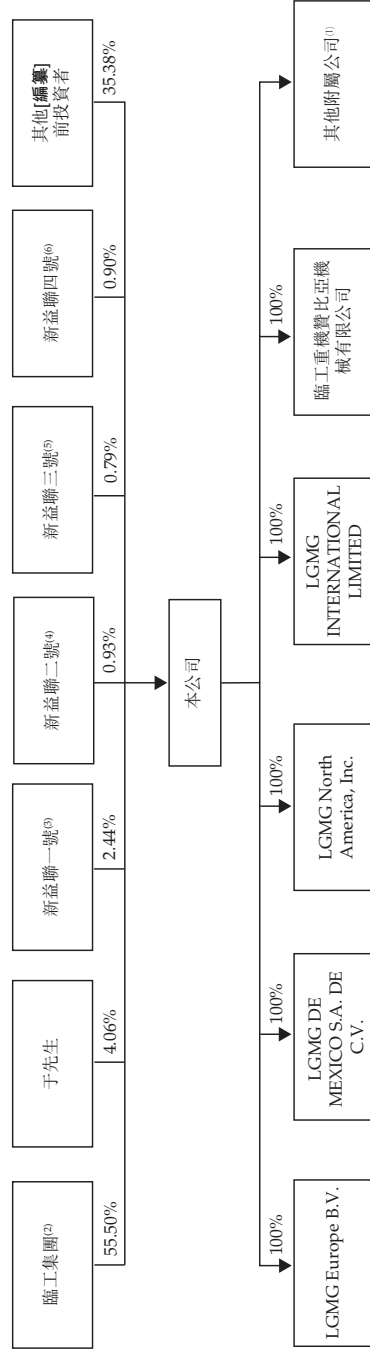 臨工集團(2)
于先生
新益聯一號(3)
新益聯二號(4)
新益聯三號(5)
新益聯四號(6)
其他[編纂]
前投資者
55.50%
4.06%
2.44%
0.93%
0.79%
0.90%
35.38%
本公司
100%
100%
100%
100%
100%
LGMG Europe B.V.
LGMG DE
MEXICO S.A. DE
C.V.
LGMG North
America, Inc.
LGMG
INTERNATIONAL
LIMITED
臨工重機贊比亞機
械有限公司
其他附屬公司(1)